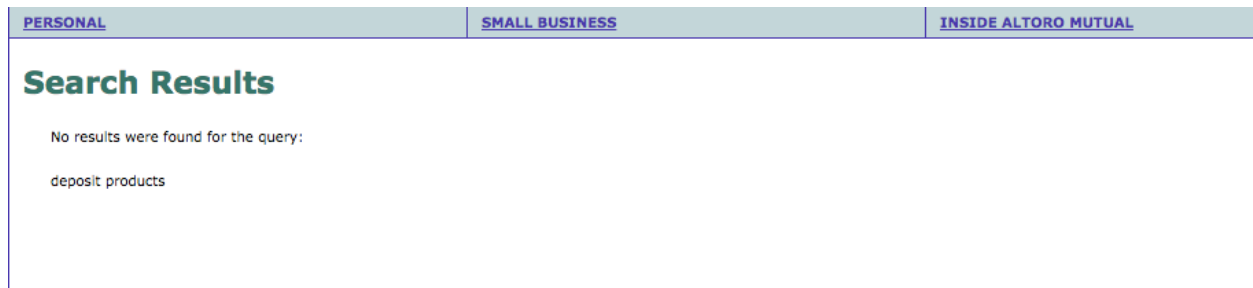 PERSONAL SMALL BUSINESS INSIDE ALTORO MUTUAL
Search Results
No results were found for the query:
deposit products